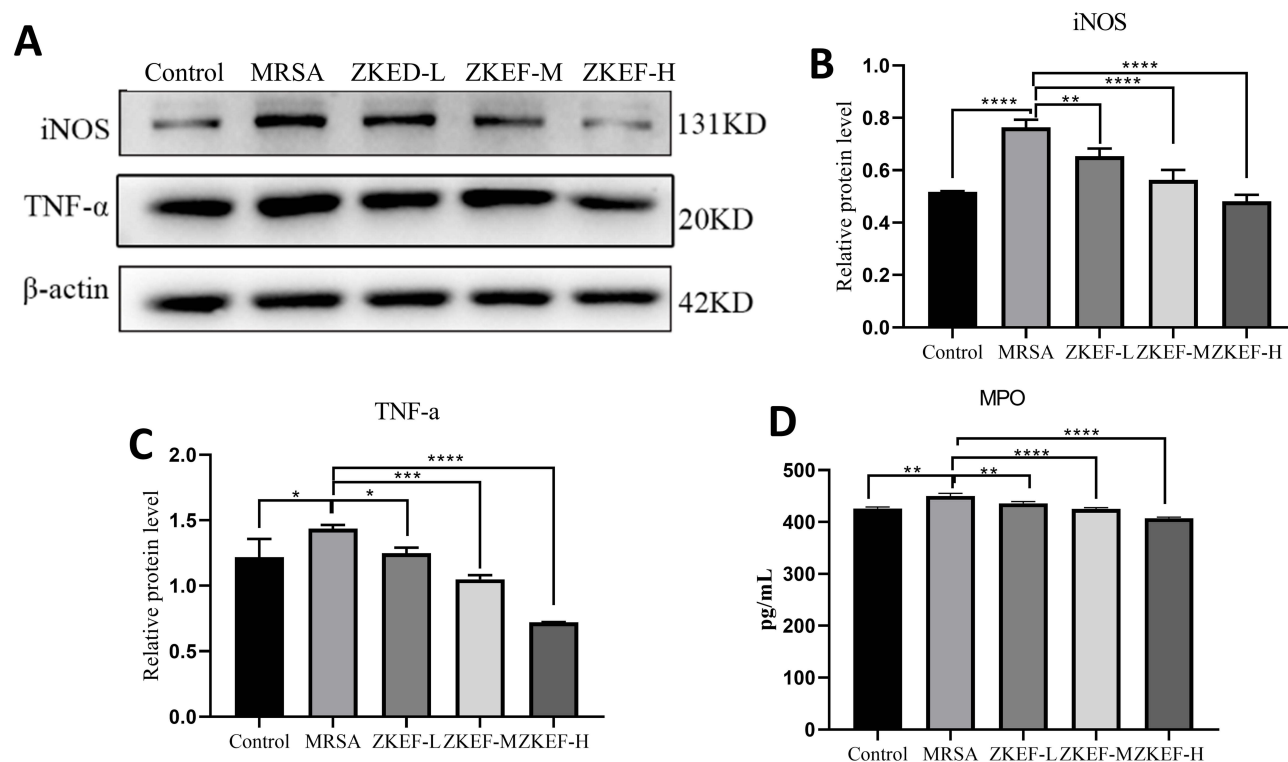 A
Control MRSA ZKED-L ZKEF-M ZKEF-H
iNOS 131KD
TNF-α 20KD
β-actin 42KD
B
iNOS
Relative protein level
1.0
0.8
0.6
0.4
0.2
0.0
**** ** **** ****
Control MRSA ZKEF-L ZKEF-M ZKEF-H
C
TNF-a
Relative protein level
2.0
1.5
1.0
0.5
0.0
* * *** ****
Control MRSA ZKEF-L ZKEF-M ZKEF-H
D
MPO
pg/mL
500
400
300
200
100
0
** ** **** ****
Control MRSA ZKEF-L ZKEF-M ZKEF-H